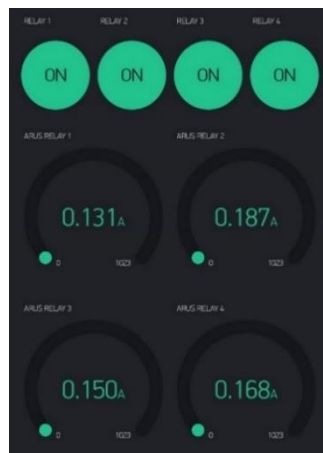 RELAY 1 RELAY 2 RELAY 3 RELAY 4
ON ON ON ON
ARUS RELAY 1 ARUS RELAY 2
0.131A 0.187A
0 1023 0 1023
ARUS RELAY 3 ARUS RELAY 4
0.150A 0.168A
0 1023 0 1023